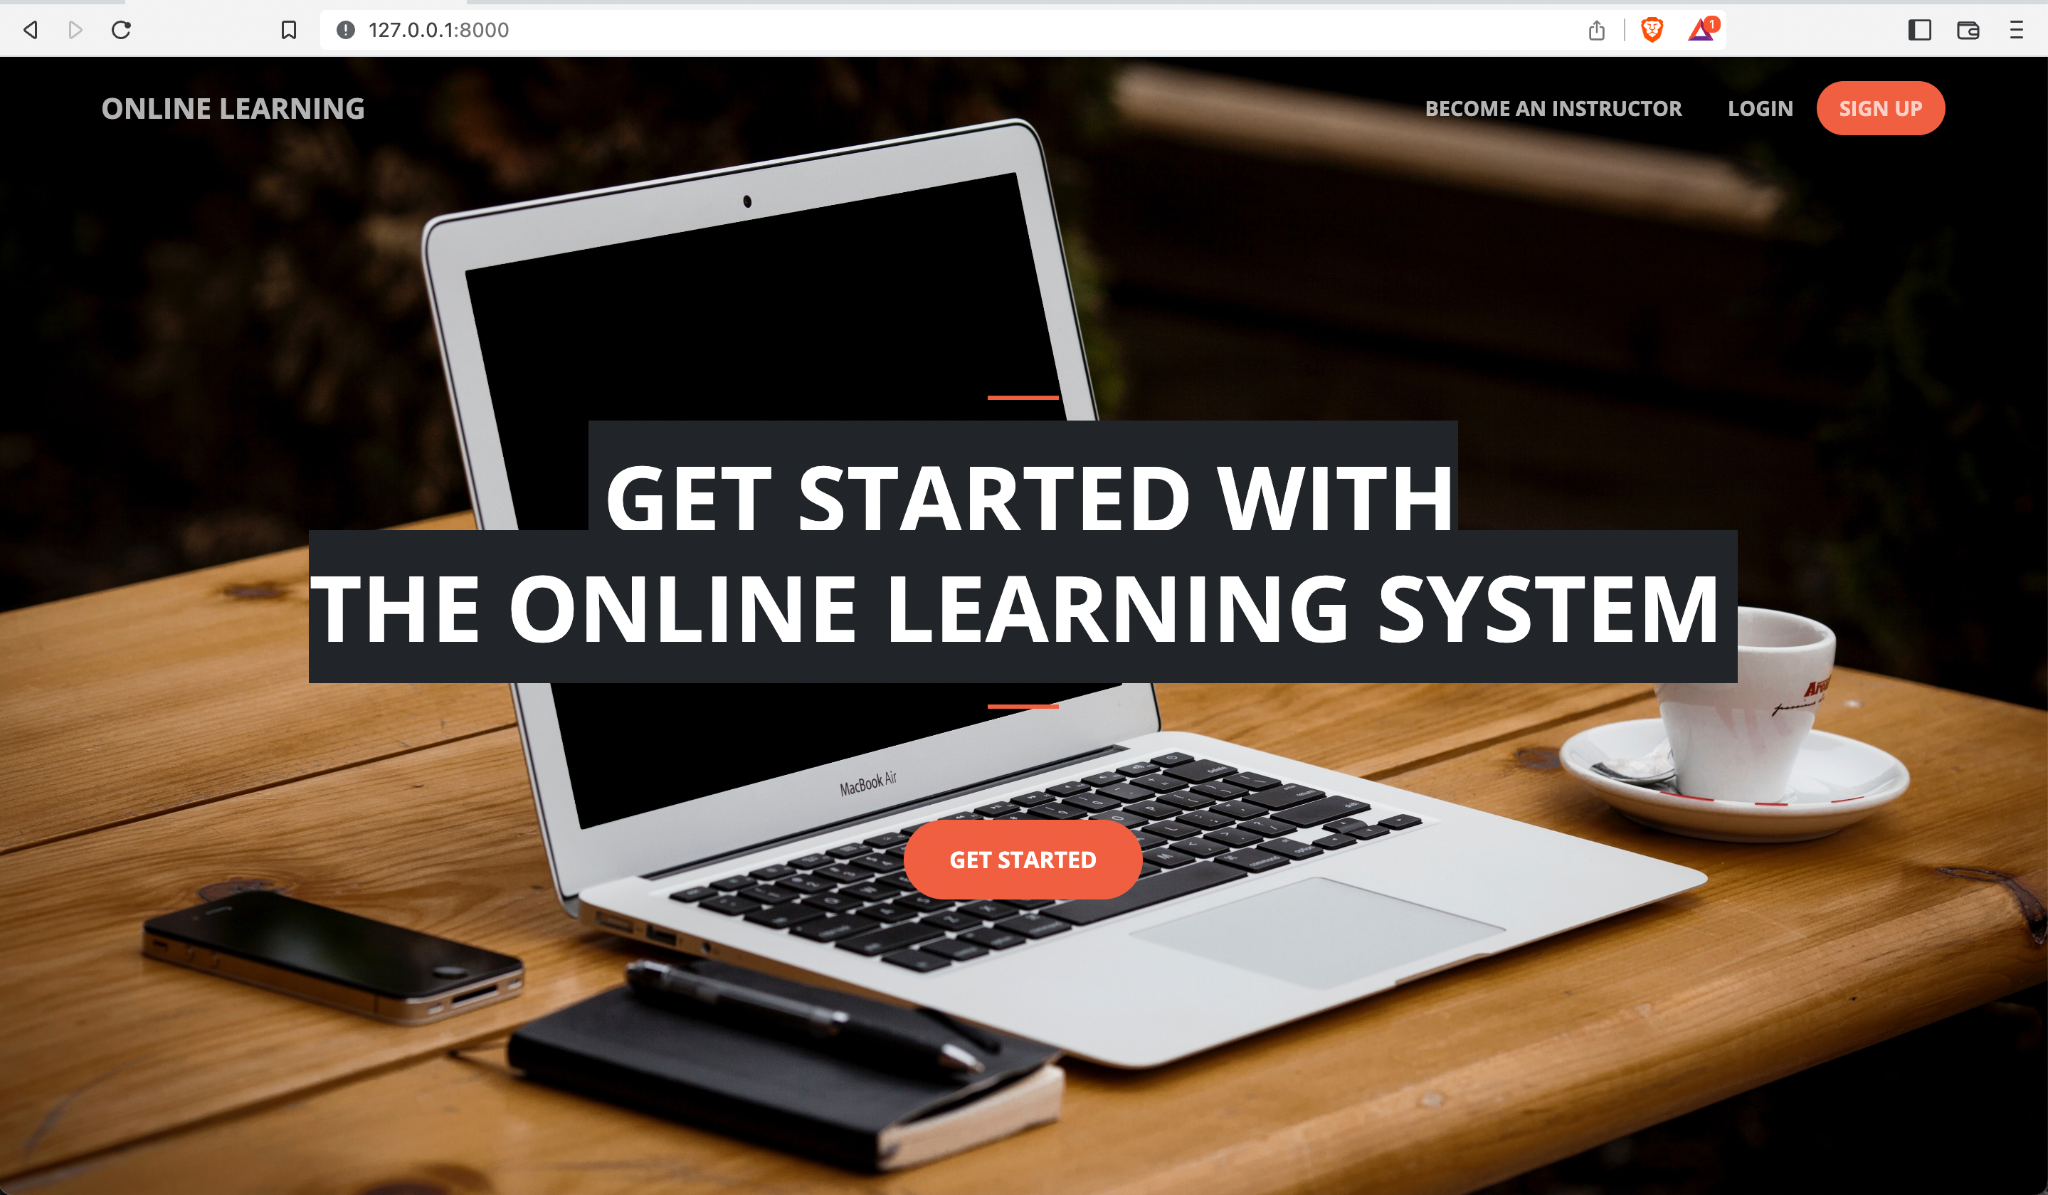 127.0.0.1:8000
1
ONLINE LEARNING
BECOME AN INSTRUCTOR
LOGIN
SIGN UP
GET STARTED WITH
THE ONLINE LEARNING SYSTEM
MacBook Air
GET STARTED